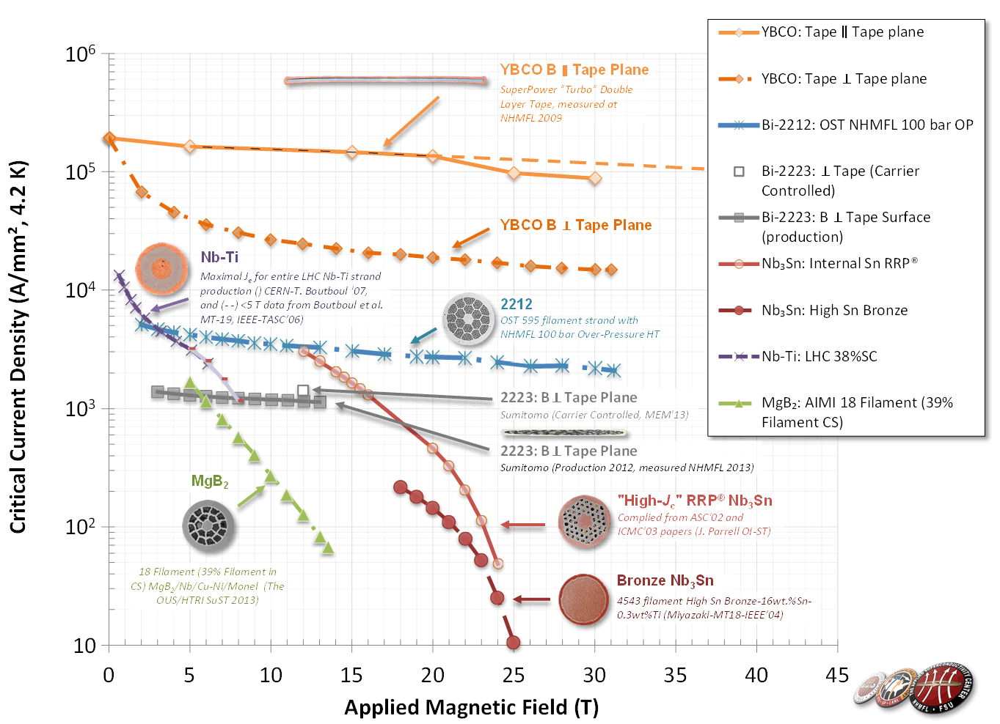 YBCO: Tape ǁ Tape plane
YBCO: Tape ⊥ Tape plane
Bi-2212: OST NHMFL 100 bar OP
Bi-2223: ⊥ Tape (Carrier
Controlled)
Bi-2223: B ⊥ Tape Surface
(production)
Nb₃Sn: Internal Sn RRP®
Nb₃Sn: High Sn Bronze
Nb-Ti: LHC 38%SC
MgB₂: AIMI 18 Filament (39%
Filament CS)
10⁶
10⁵
10⁴
10³
10²
10
Critical Current Density (A/mm², 4.2 K)
YBCO B ǁ Tape Plane
SuperPower "Turbo" Double
Layer Tape, measured at
NHMFL 2009
YBCO B ⊥ Tape Plane
Nb-Ti
Maximal Jₑ for entire LHC Nb-Ti strand
production () CERN-T. Boutboul '07,
and (- -) <5 T data from Boutboul et al.
MT-19, IEEE-TASC'06)
2212
OST 595 filament strand with
NHMFL 100 bar Over-Pressure HT
2223: B⊥Tape Plane
Sumitomo (Carrier Controlled, MEM'13)
2223: B⊥Tape Plane
Sumitomo (Production 2012, measured NHMFL 2013)
MgB₂
18 Filament (39% Filament in
CS) MgB₂/Nb/Cu-Ni/Monel (The
OUS/HTRI SuST 2013)
"High-Jc" RRP® Nb₃Sn
Complied from ASC'02 and
ICMC'03 papers (J. Parrell OI-ST)
Bronze Nb₃Sn
4543 filament High Sn Bronze-16wt.%Sn-
0.3wt%Ti (Miyazaki-MT18-IEEE'04)
0 5 10 15 20 25 30 35 40 45
Applied Magnetic Field (T)
SUPERCONDUCTIVITY CENTER
NHMFL • FSU